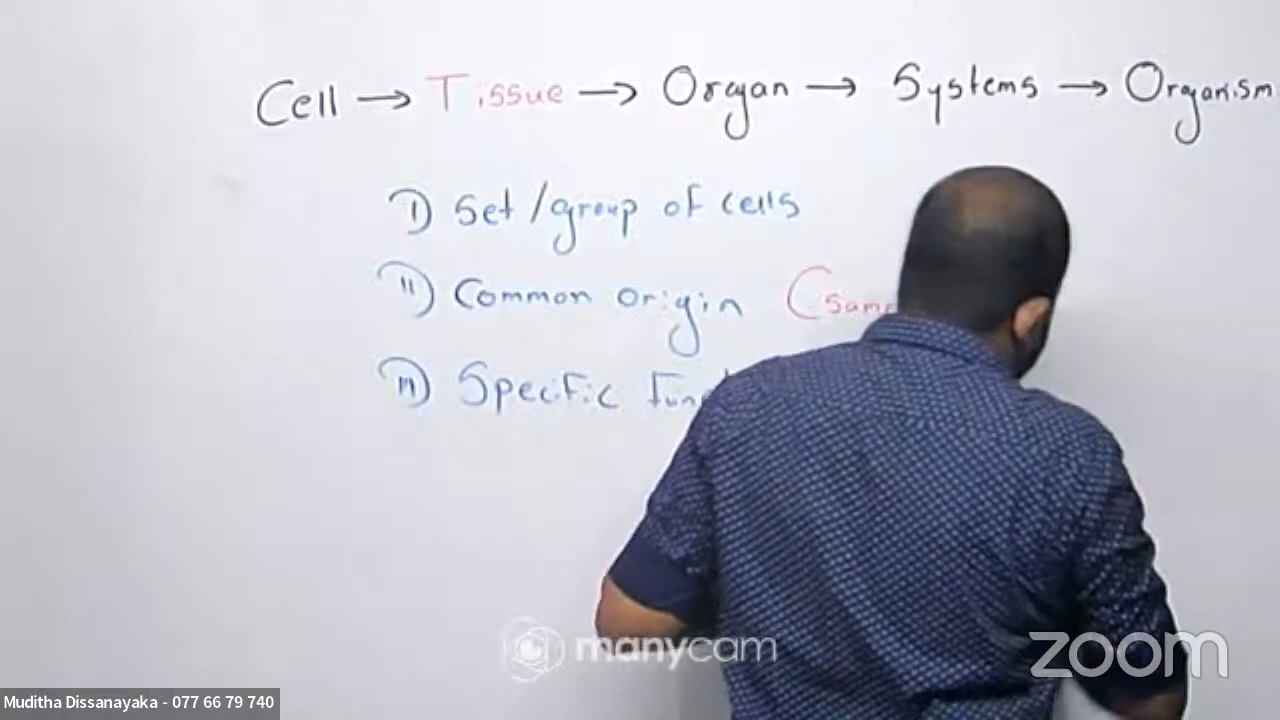 Cell → Tissue → Organ → Systems → Organism
I) Set / group of cells
II) Common origin (
III) Specific
manycam
zoom
Muditha Dissanayaka - 077 66 79 740